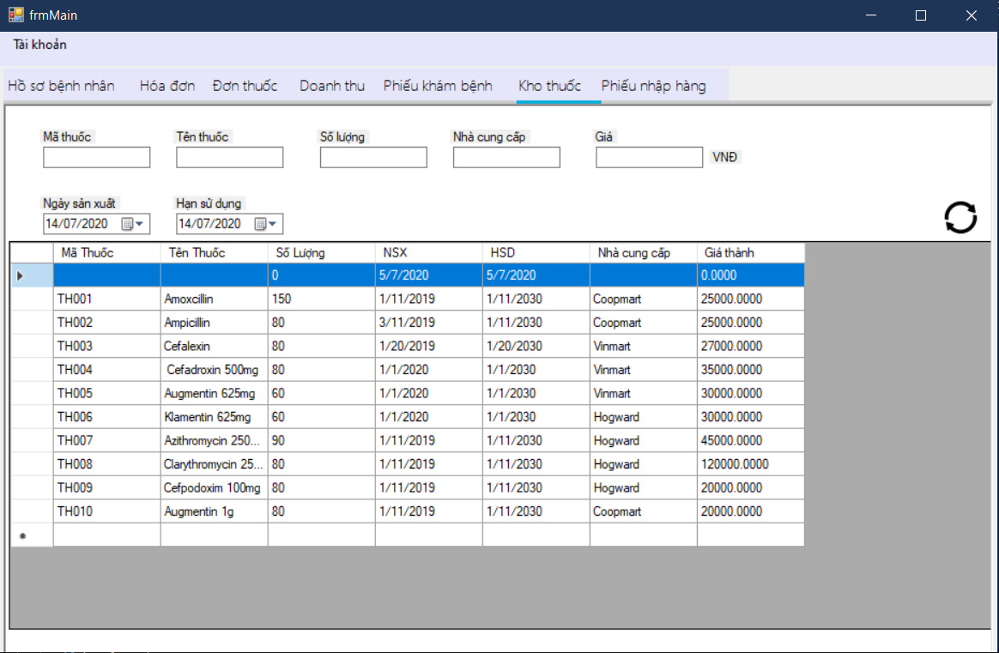 frmMain
Tài khoản
Hồ sơ bệnh nhân Hóa đơn Đơn thuốc Doanh thu Phiếu khám bệnh Kho thuốc Phiếu nhập hàng
Mã thuốc Tên thuốc Số lượng Nhà cung cấp Giá
VNĐ
Ngày sản xuất Hạn sử dụng
14/07/2020 14/07/2020
Mã Thuốc Tên Thuốc Số Lượng NSX HSD Nhà cung cấp Giá thành
0 5/7/2020 5/7/2020 0.0000
TH001 Amoxcillin 150 1/11/2019 1/11/2030 Coopmart 25000.0000
TH002 Ampicillin 80 3/11/2019 1/11/2030 Coopmart 25000.0000
TH003 Cefalexin 80 1/20/2019 1/20/2030 Vinmart 27000.0000
TH004 Cefadroxin 500mg 80 1/1/2020 1/1/2030 Vinmart 35000.0000
TH005 Augmentin 625mg 60 1/1/2020 1/1/2030 Vinmart 30000.0000
TH006 Klamentin 625mg 60 1/1/2020 1/1/2030 Hogward 30000.0000
TH007 Azithromycin 250... 90 1/11/2019 1/11/2030 Hogward 45000.0000
TH008 Clarythromycin 25... 80 1/11/2019 1/11/2030 Hogward 120000.0000
TH009 Cefpodoxim 100mg 80 1/11/2019 1/11/2030 Hogward 20000.0000
TH010 Augmentin 1g 80 1/11/2019 1/11/2030 Coopmart 20000.0000